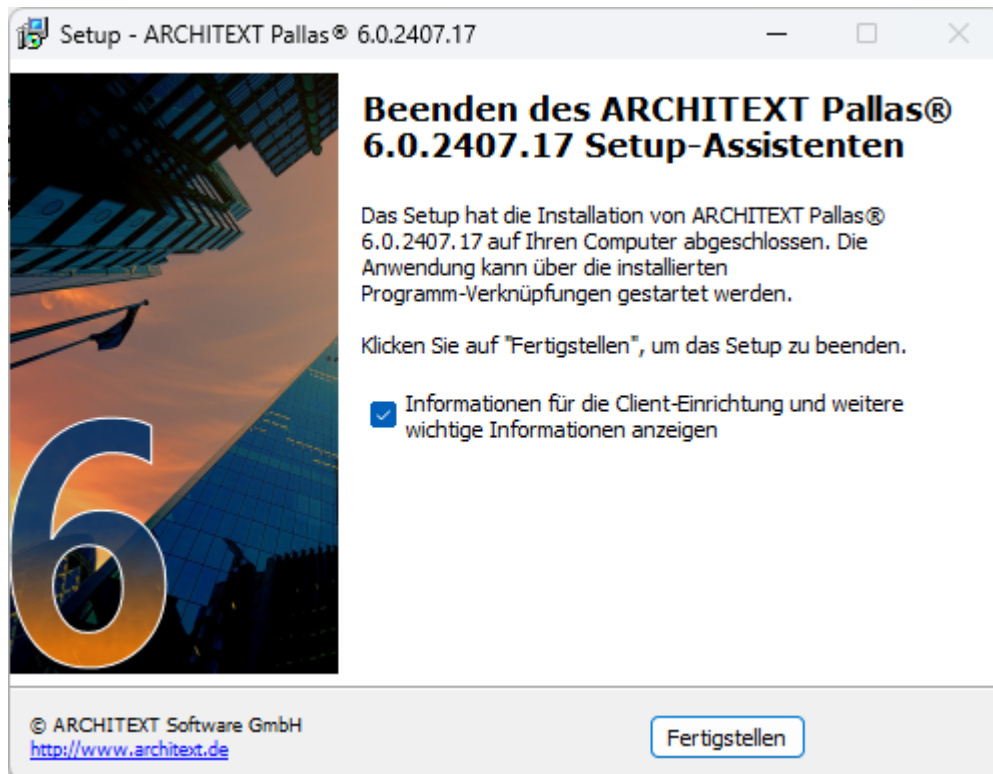 Setup - ARCHITEXT Pallas® 6.0.2407.17
Beenden des ARCHITEXT Pallas®
6.0.2407.17 Setup-Assistenten
Das Setup hat die Installation von ARCHITEXT Pallas®
6.0.2407.17 auf Ihren Computer abgeschlossen. Die
Anwendung kann über die installierten
Programm-Verknüpfungen gestartet werden.
Klicken Sie auf "Fertigstellen", um das Setup zu beenden.
Informationen für die Client-Einrichtung und weitere
wichtige Informationen anzeigen
6
© ARCHITEXT Software GmbH
http://www.architext.de
Fertigstellen